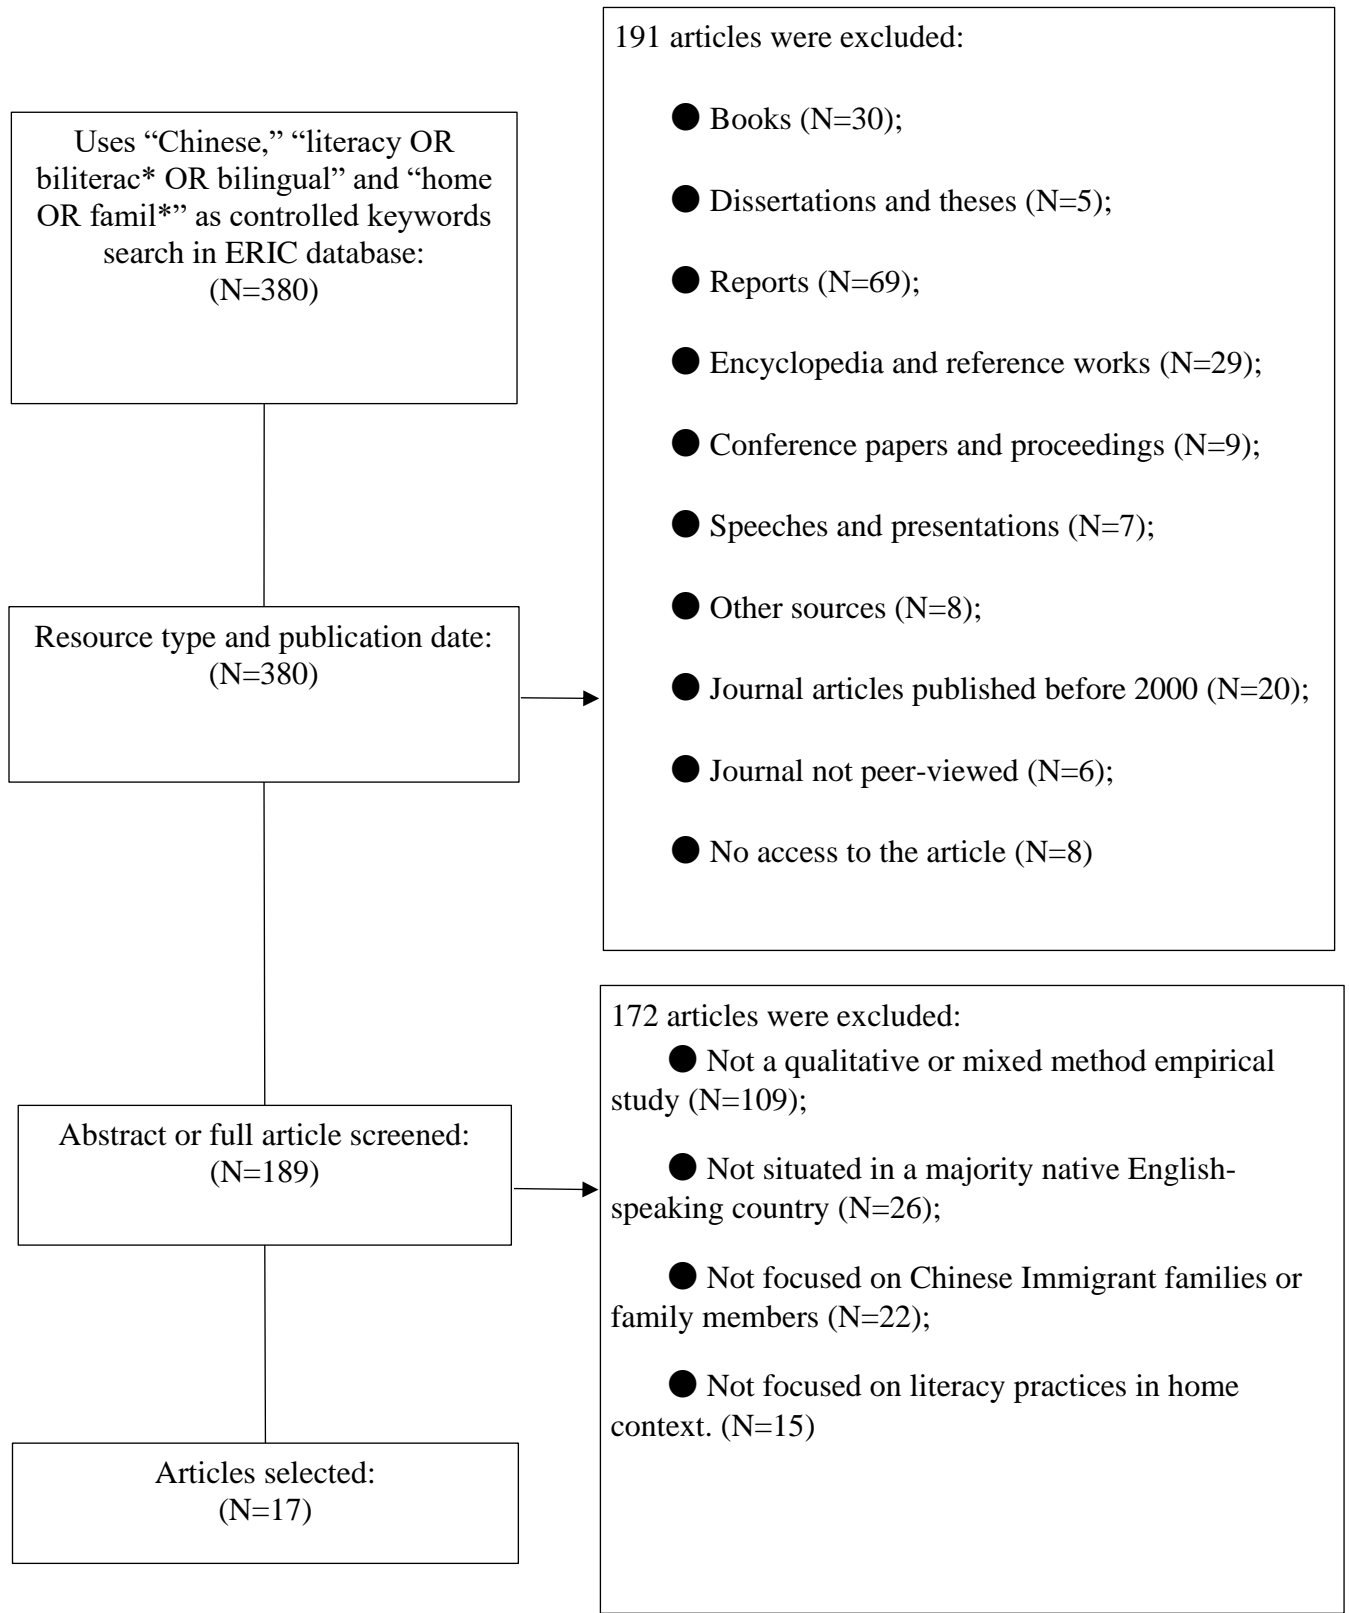 Uses “Chinese,” “literacy OR
biliterac* OR bilingual” and “home
OR famil*” as controlled keywords
search in ERIC database:
(N=380)
191 articles were excluded:
● Books (N=30);
● Dissertations and theses (N=5);
● Reports (N=69);
● Encyclopedia and reference works (N=29);
● Conference papers and proceedings (N=9);
● Speeches and presentations (N=7);
● Other sources (N=8);
● Journal articles published before 2000 (N=20);
● Journal not peer-viewed (N=6);
● No access to the article (N=8)
Resource type and publication date:
(N=380)
172 articles were excluded:
● Not a qualitative or mixed method empirical
study (N=109);
● Not situated in a majority native English-
speaking country (N=26);
● Not focused on Chinese Immigrant families or
family members (N=22);
● Not focused on literacy practices in home
context. (N=15)
Abstract or full article screened:
(N=189)
Articles selected:
(N=17)